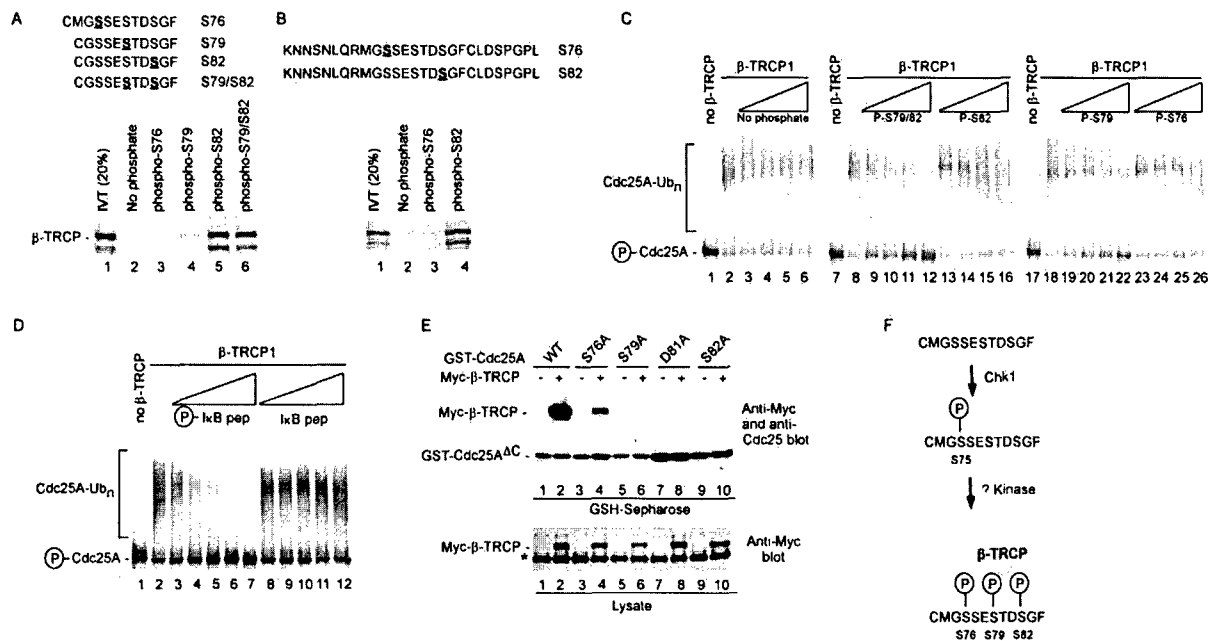 A
CMGSSESTDSGF S76
CGSSESTDSGF S79
CGSSESTDSGF S82
CGSSESTDSGF S79/S82
IVT (20%)
No phosphate
phospho-S76
phospho-S79
phospho-S82
phospho-S79/S82
β-TRCP -
1 2 3 4 5 6
B
KNNSNLQRMGSSESTDSGFCLDSPGPL S76
KNNSNLQRMGSSESTDSGFCLDSPGPL S82
IVT (20%)
No phosphate
phospho-S76
phospho-S82
1 2 3 4
C
no β-TRCP
β-TRCP1
No phosphate
no β-TRCP
β-TRCP1
P-S79/82
P-S82
no β-TRCP
β-TRCP1
P-S79
P-S76
Cdc25A-Ubn
P-Cdc25A -
1 2 3 4 5 6 7 8 9 10 11 12 13 14 15 16 17 18 19 20 21 22 23 24 25 26
D
no β-TRCP
β-TRCP1
P-IκB pep
IκB pep
Cdc25A-Ubn
P-Cdc25A -
1 2 3 4 5 6 7 8 9 10 11 12
E
GST-Cdc25A WT S76A S79A D81A S82A
Myc-β-TRCP - + - + - + - + - +
Myc-β-TRCP -
Anti-Myc
and anti-
Cdc25 blot
GST-Cdc25AΔC -
1 2 3 4 5 6 7 8 9 10
GSH-Sepharose
Myc-β-TRCP -
*
Anti-Myc
blot
1 2 3 4 5 6 7 8 9 10
Lysate
F
CMGSSESTDSGF
Chk1
P
CMGSSESTDSGF
S75
? Kinase
β-TRCP
P P P
CMGSSESTDSGF
S76 S79 S82